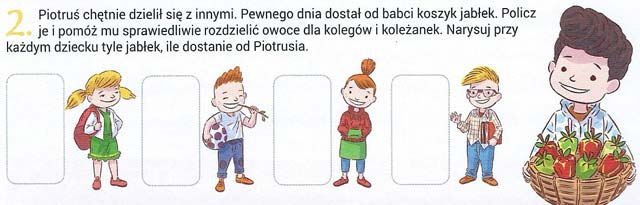 2. Piotruś chętnie dzielił się z innymi. Pewnego dnia dostał od babci koszyk jabłek. Policz
je i pomóż mu sprawiedliwie rozdzielić owoce dla kolegów i koleżanek. Narysuj przy
każdym dziecku tyle jabłek, ile dostanie od Piotrusia.